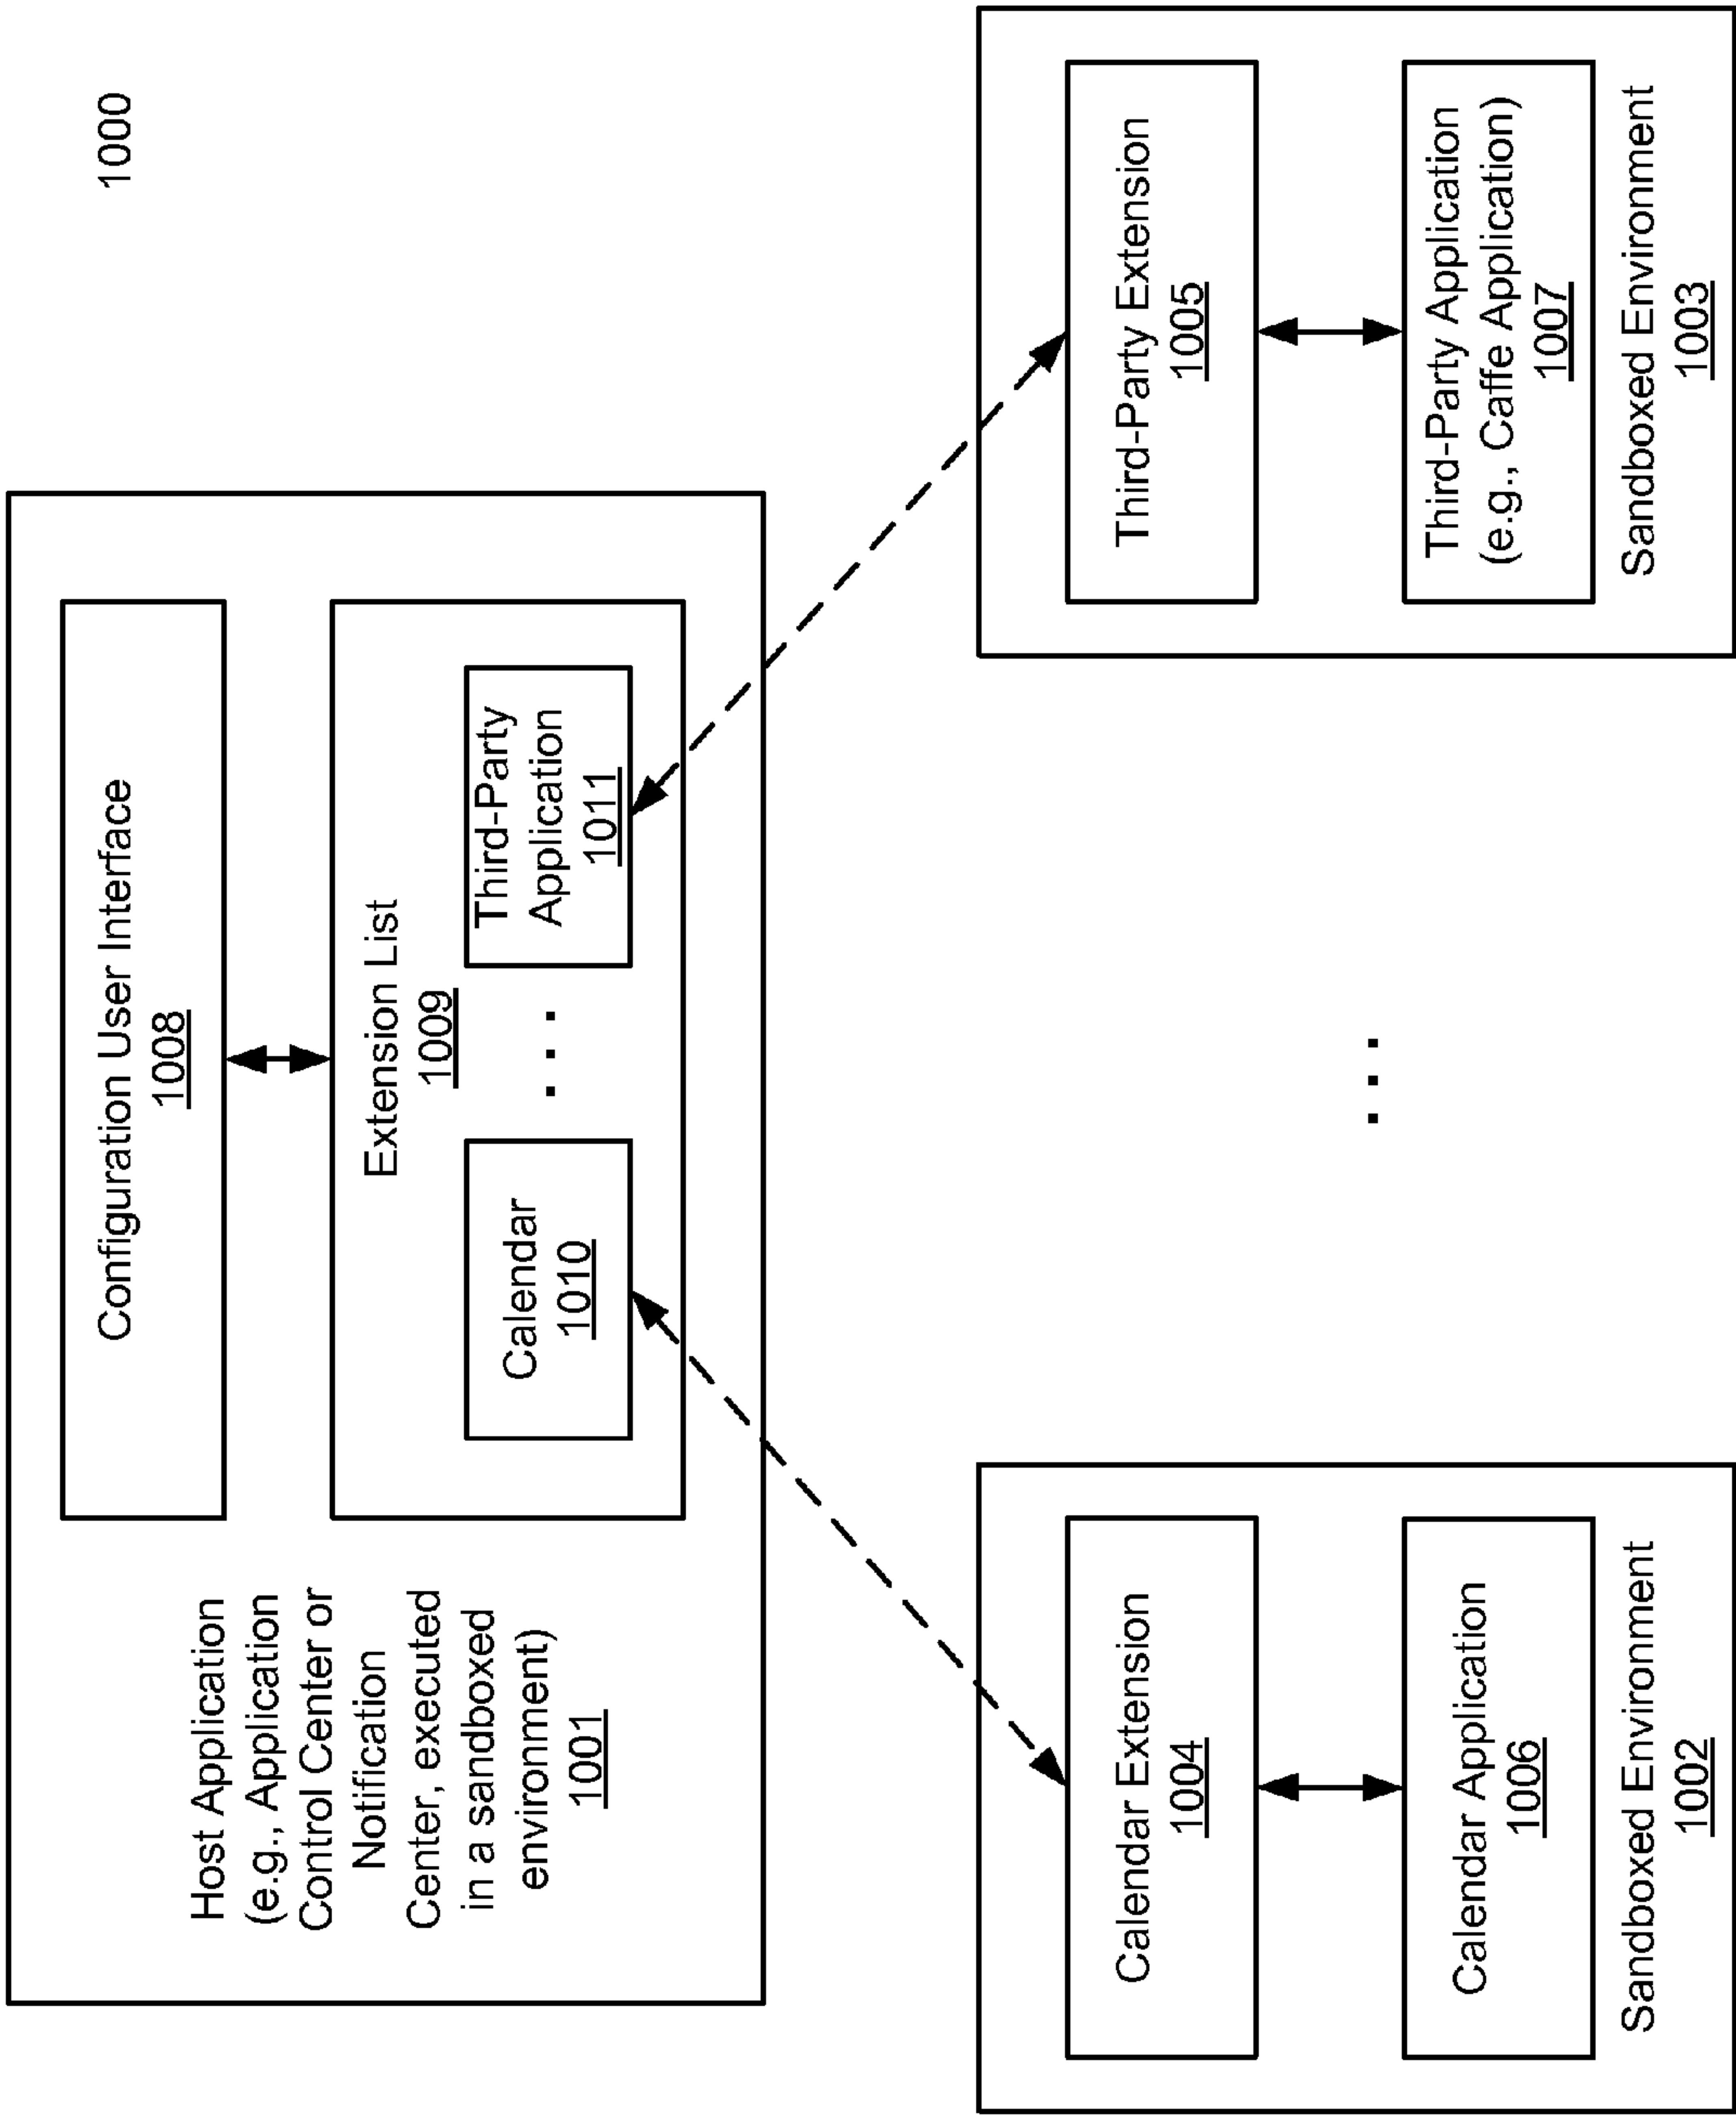 1000
Configuration User Interface
1008
Host Application
(e.g., Application
Control Center or
Notification
Center, executed
in a sandboxed
environment)
1001
Extension List
1009
Calendar
1010
. . .
Third-Party
Application
1011
Calendar Extension
1004
Calendar Application
1006
Sandboxed Environment
1002
. . .
Third-Party Extension
1005
Third-Party Application
(e.g., Caffe Application)
1007
Sandboxed Environment
1003